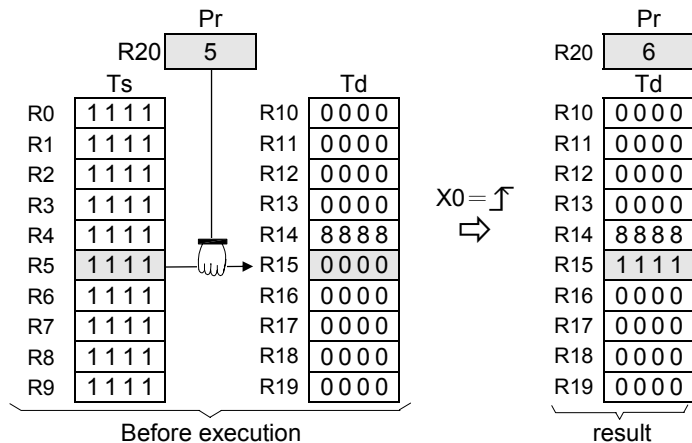 Pr Pr
R20 5 R20 6
Ts Td Td
R0 1111 R10 0000 R10 0000
R1 1111 R11 0000 R11 0000
R2 1111 R12 0000 R12 0000
R3 1111 R13 0000 X0= R13 0000
R4 1111 R14 8888 R14 8888
R5 1111 R15 0000 R15 1111
R6 1111 R16 0000 R16 0000
R7 1111 R17 0000 R17 0000
R8 1111 R18 0000 R18 0000
R9 1111 R19 0000 R19 0000
Before execution result